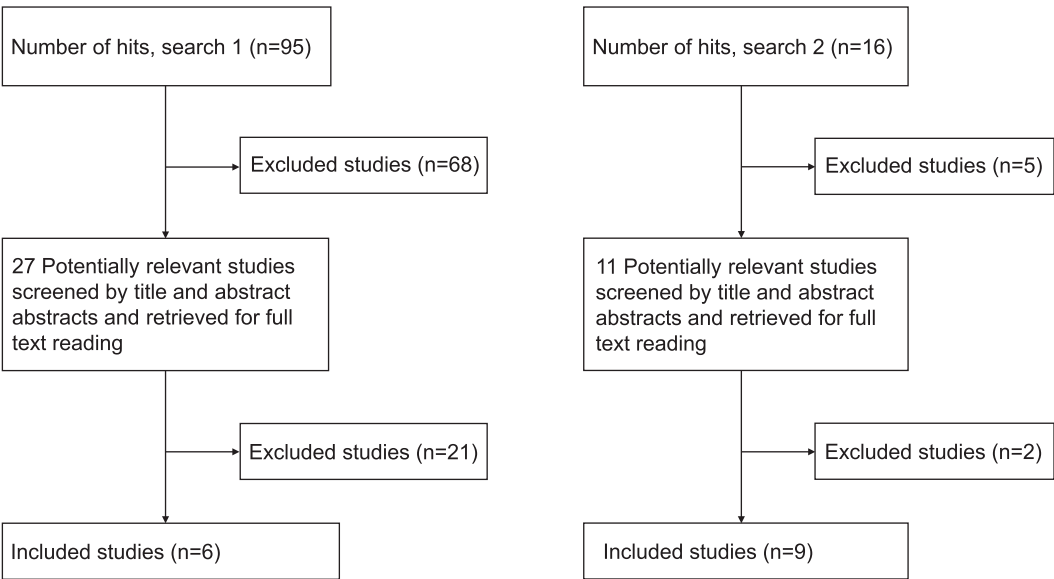 Number of hits, search 1 (n=95)
Excluded studies (n=68)
27 Potentially relevant studies
screened by title and abstract
abstracts and retrieved for full
text reading
Excluded studies (n=21)
Included studies (n=6)
Number of hits, search 2 (n=16)
Excluded studies (n=5)
11 Potentially relevant studies
screened by title and abstract
abstracts and retrieved for full
text reading
Excluded studies (n=2)
Included studies (n=9)